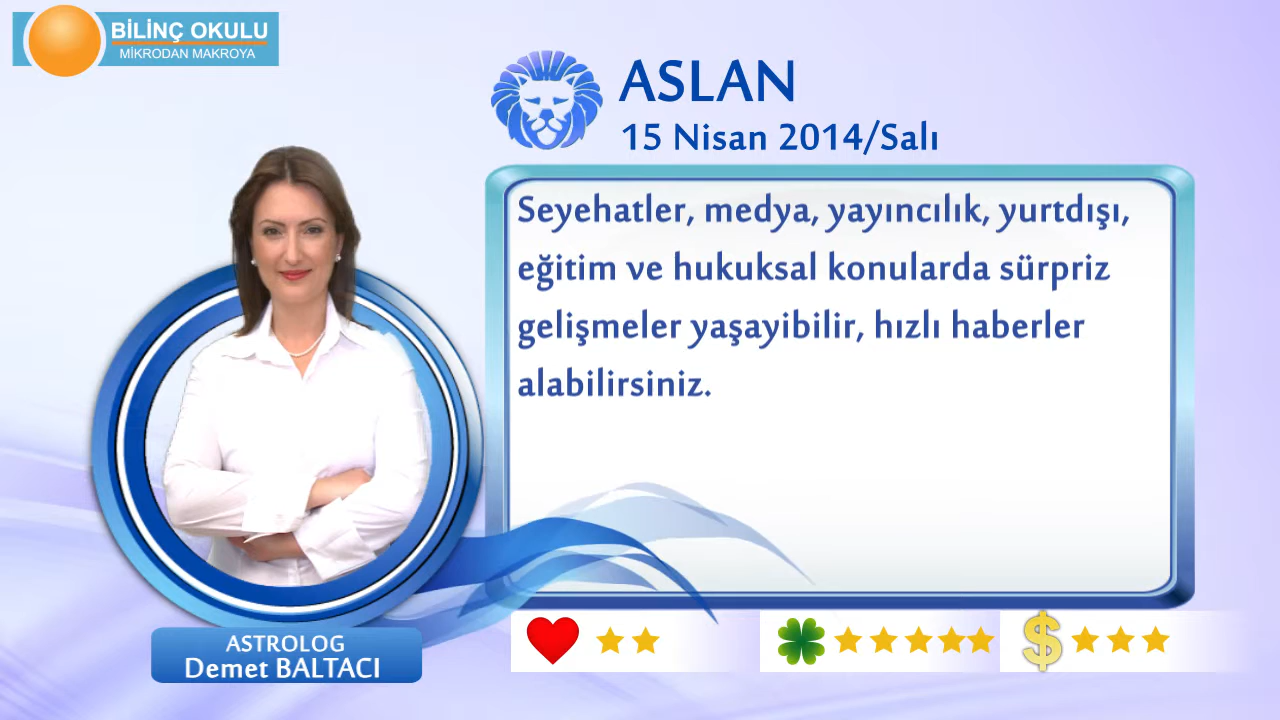 BİLİNÇ OKULU
MİKRODAN MAKROYA
ASLAN
15 Nisan 2014/Salı
Seyehatler, medya, yayıncılık, yurtdışı,
eğitim ve hukuksal konularda sürpriz
gelişmeler yaşayibilir, hızlı haberler
alabilirsiniz.
ASTROLOG
Demet BALTACI
$